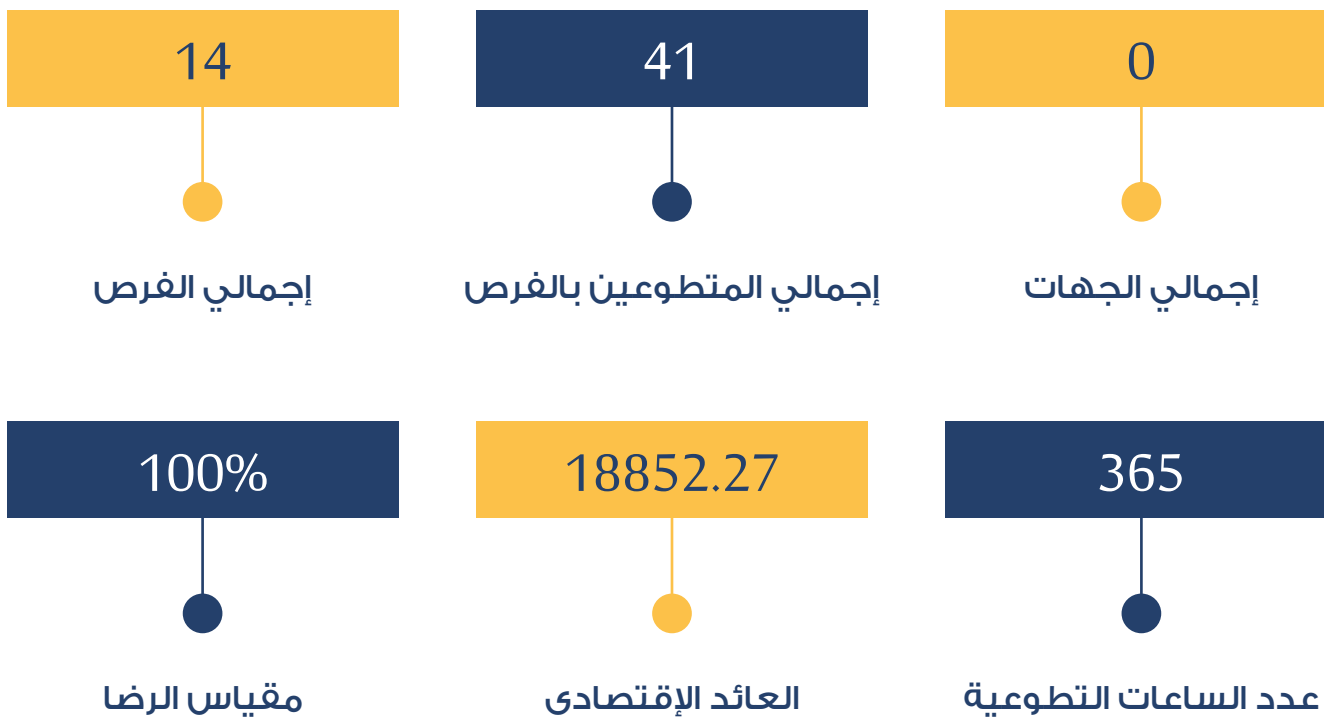 0
إجمالي الجهات
41
إجمالي المتطوعين بالفرص
14
إجمالي الفرص
365
عدد الساعات التطوعية
18852.27
العائد الإقتصادى
100%
مقياس الرضا